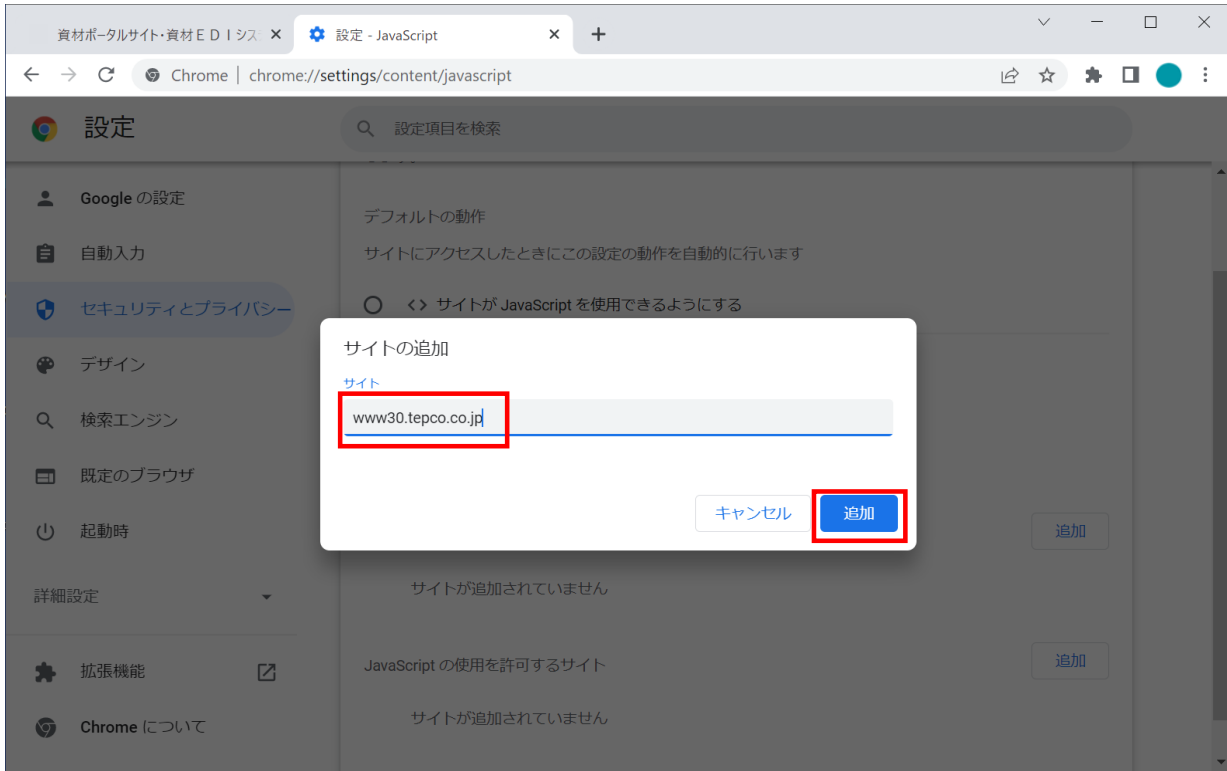 資材ポータルサイト・資材ＥＤＩシス
設定 - JavaScript
Chrome | chrome://settings/content/javascript
設定
設定項目を検索
Google の設定
自動入力
セキュリティとプライバシー
デザイン
検索エンジン
既定のブラウザ
起動時
詳細設定
拡張機能
Chrome について
デフォルトの動作
サイトにアクセスしたときにこの設定の動作を自動的に行います
<> サイトが JavaScript を使用できるようにする
サイトの追加
サイト
www30.tepco.co.jp
キャンセル
追加
追加
サイトが追加されていません
JavaScript の使用を許可するサイト
追加
サイトが追加されていません